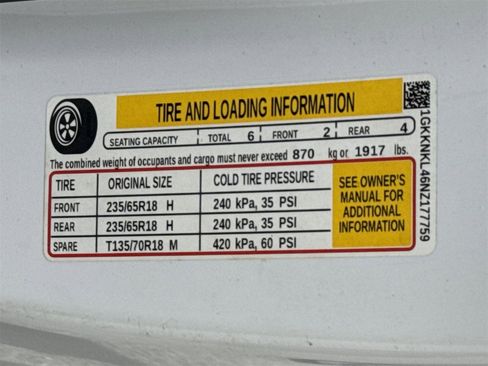 TIRE AND LOADING INFORMATION
SEATING CAPACITY TOTAL 6 FRONT 2 REAR 4
The combined weight of occupants and cargo must never exceed 870 kg or 1917 lbs.
TIRE ORIGINAL SIZE COLD TIRE PRESSURE
FRONT 235/65R18 H 240 kPa, 35 PSI
REAR 235/65R18 H 240 kPa, 35 PSI
SPARE T135/70R18 M 420 kPa, 60 PSI
SEE OWNER'S
MANUAL FOR
ADDITIONAL
INFORMATION
1GKKNKL46NZ177759